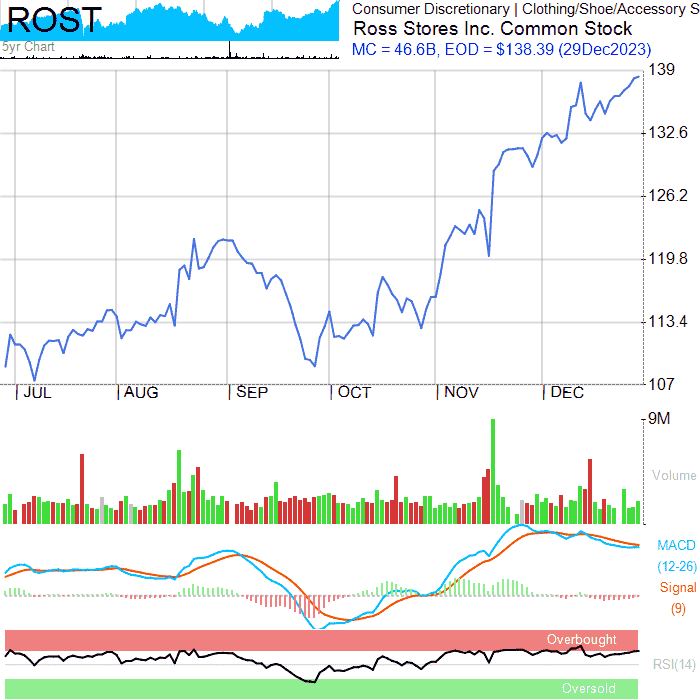 ROST
5yr Chart
Consumer Discretionary | Clothing/Shoe/Accessory S
Ross Stores Inc. Common Stock
MC = 46.6B, EOD = $138.39 (29Dec2023)
139
132.6
126.2
119.8
113.4
107
JUL AUG SEP OCT NOV DEC
9M
Volume
MACD
(12-26)
Signal
(9)
Overbought
RSI(14)
Oversold